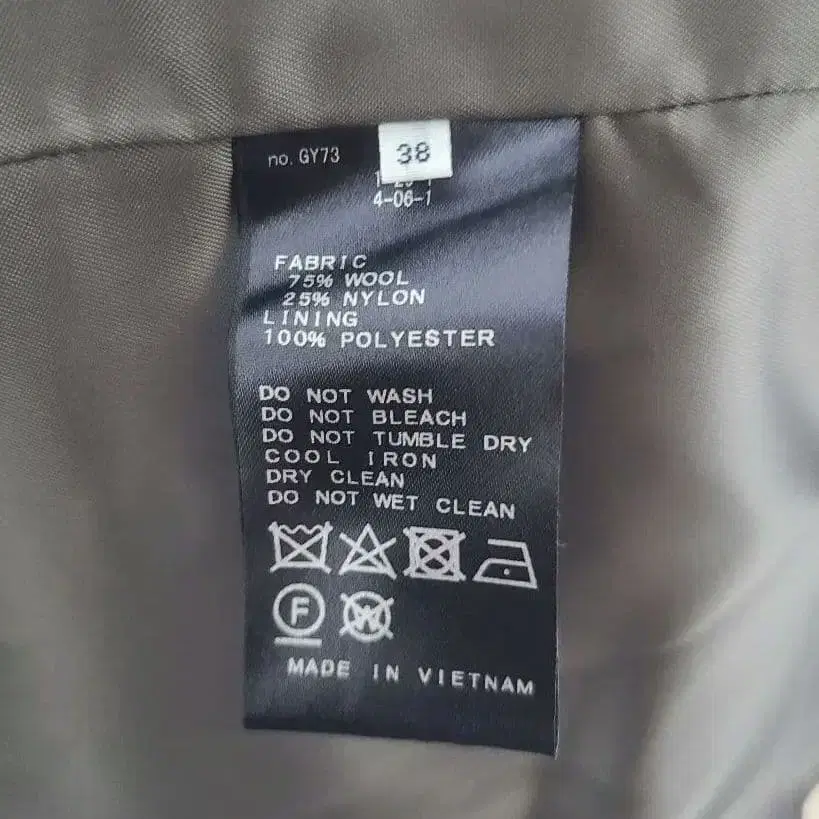 no. GY73
38
4-06-1
FABRIC
75% WOOL
25% NYLON
LINING
100% POLYESTER
DO NOT WASH
DO NOT BLEACH
DO NOT TUMBLE DRY
COOL IRON
DRY CLEAN
DO NOT WET CLEAN
F
W
MADE IN VIETNAM